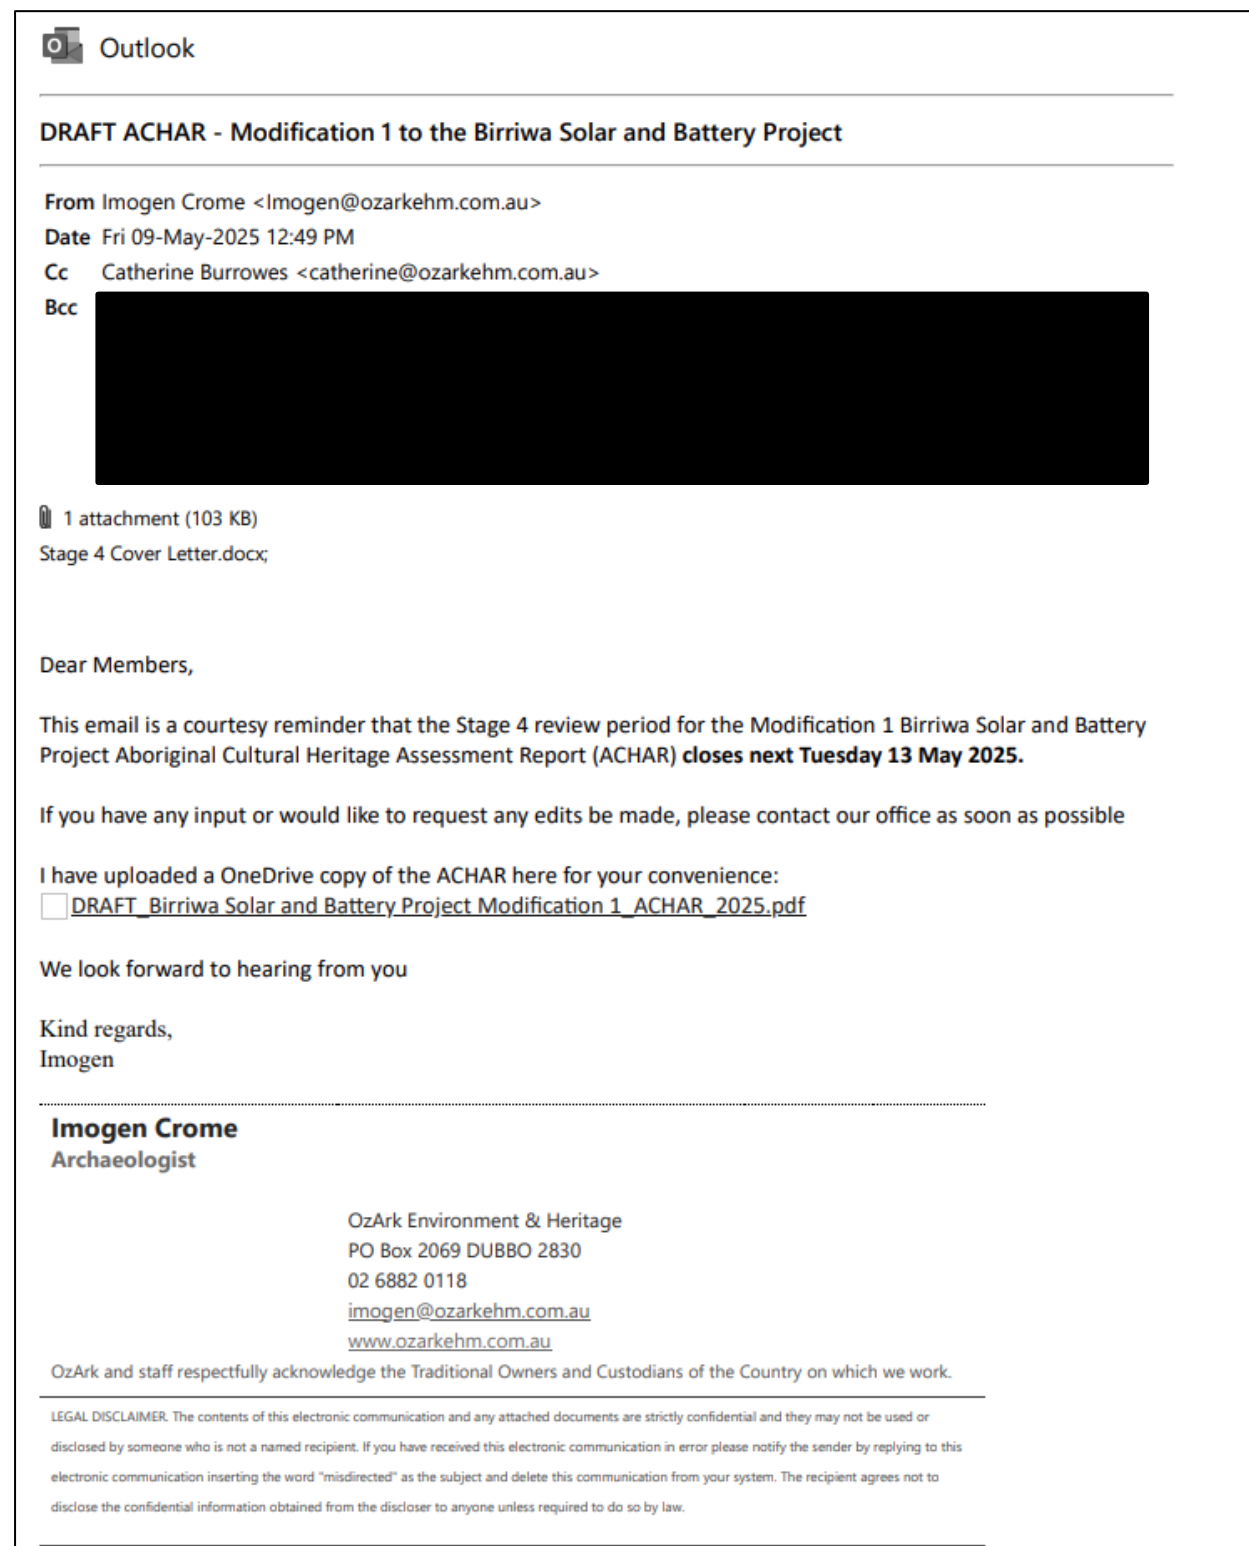 Outlook
DRAFT ACHAR - Modification 1 to the Birriwa Solar and Battery Project
From Imogen Crome <Imogen@ozarkehm.com.au>
Date Fri 09-May-2025 12:49 PM
Cc Catherine Burrowes <catherine@ozarkehm.com.au>
Bcc
1 attachment (103 KB)
Stage 4 Cover Letter.docx;
Dear Members,
This email is a courtesy reminder that the Stage 4 review period for the Modification 1 Birriwa Solar and Battery
Project Aboriginal Cultural Heritage Assessment Report (ACHAR) closes next Tuesday 13 May 2025.
If you have any input or would like to request any edits be made, please contact our office as soon as possible
I have uploaded a OneDrive copy of the ACHAR here for your convenience:
DRAFT_Birriwa Solar and Battery Project Modification 1_ACHAR_2025.pdf
We look forward to hearing from you
Kind regards,
Imogen
Imogen Crome
Archaeologist
OzArk Environment & Heritage
PO Box 2069 DUBBO 2830
02 6882 0118
imogen@ozarkehm.com.au
www.ozarkehm.com.au
OzArk and staff respectfully acknowledge the Traditional Owners and Custodians of the Country on which we work.
LEGAL DISCLAIMER. The contents of this electronic communication and any attached documents are strictly confidential and they may not be used or
disclosed by someone who is not a named recipient. If you have received this electronic communication in error please notify the sender by replying to this
electronic communication inserting the word "misdirected" as the subject and delete this communication from your system. The recipient agrees not to
disclose the confidential information obtained from the discloser to anyone unless required to do so by law.